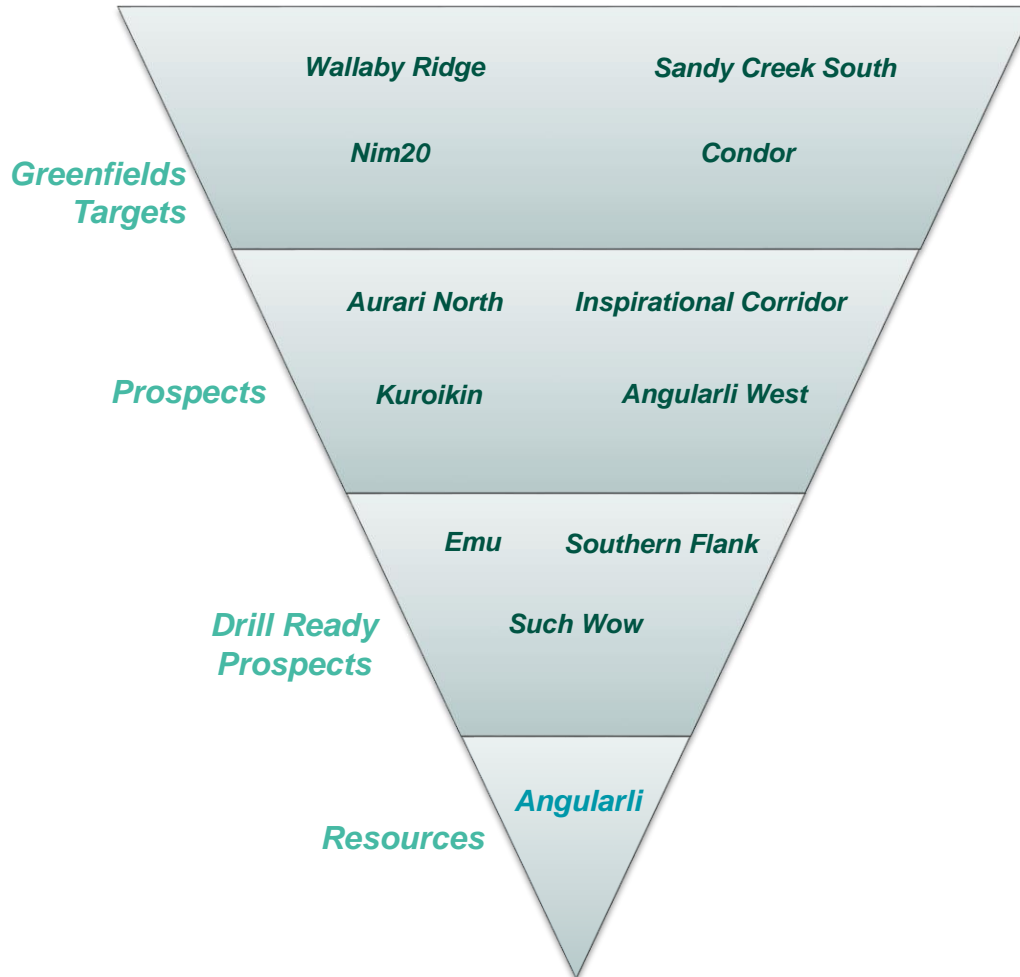 Wallaby Ridge
Sandy Creek South
Nim20
Condor
Greenfields
Targets
Aurari North
Inspirational Corridor
Prospects
Kuroikin
Angularli West
Emu
Southern Flank
Such Wow
Drill Ready
Prospects
Angularli
Resources